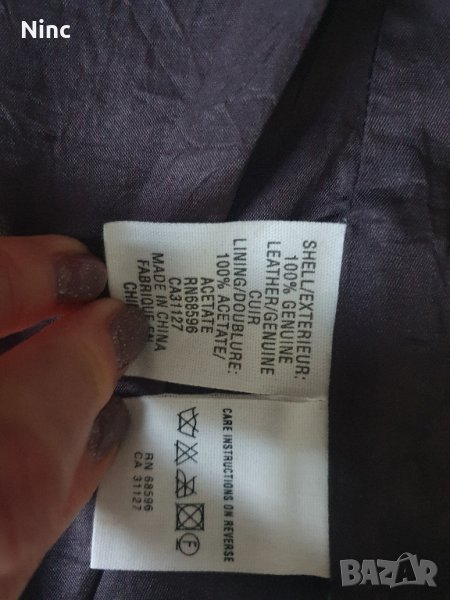 Ninc
SHELL/EXTERIEUR:
100% GENUINE
LEATHER/GENUINE
CUIR
LINING/DOUBLURE:
100% ACETATE/
ACETATE
RN68596
CA31127
MADE IN CHINA
FABRIQUE EN
CHINE
CARE INSTRUCTIONS ON REVERSE
F
RN 68596
CA 31127
BAZAR